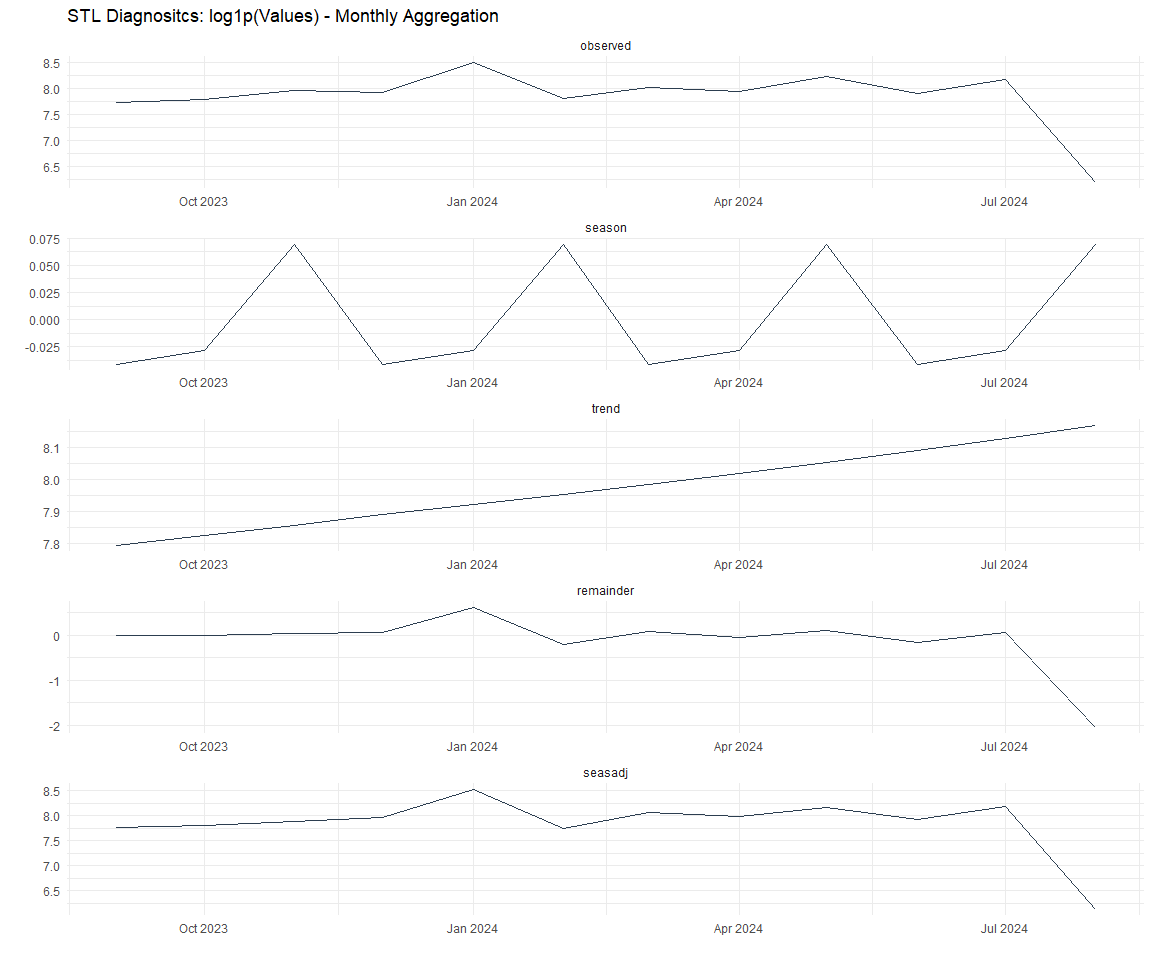 STL Diagnositcs: log1p(Values) - Monthly Aggregation
observed
8.5
8.0
7.5
7.0
6.5
Oct 2023 Jan 2024 Apr 2024 Jul 2024
season
0.075
0.050
0.025
0.000
-0.025
Oct 2023 Jan 2024 Apr 2024 Jul 2024
trend
8.1
8.0
7.9
7.8
Oct 2023 Jan 2024 Apr 2024 Jul 2024
remainder
0
-1
-2
Oct 2023 Jan 2024 Apr 2024 Jul 2024
seasadj
8.5
8.0
7.5
7.0
6.5
Oct 2023 Jan 2024 Apr 2024 Jul 2024